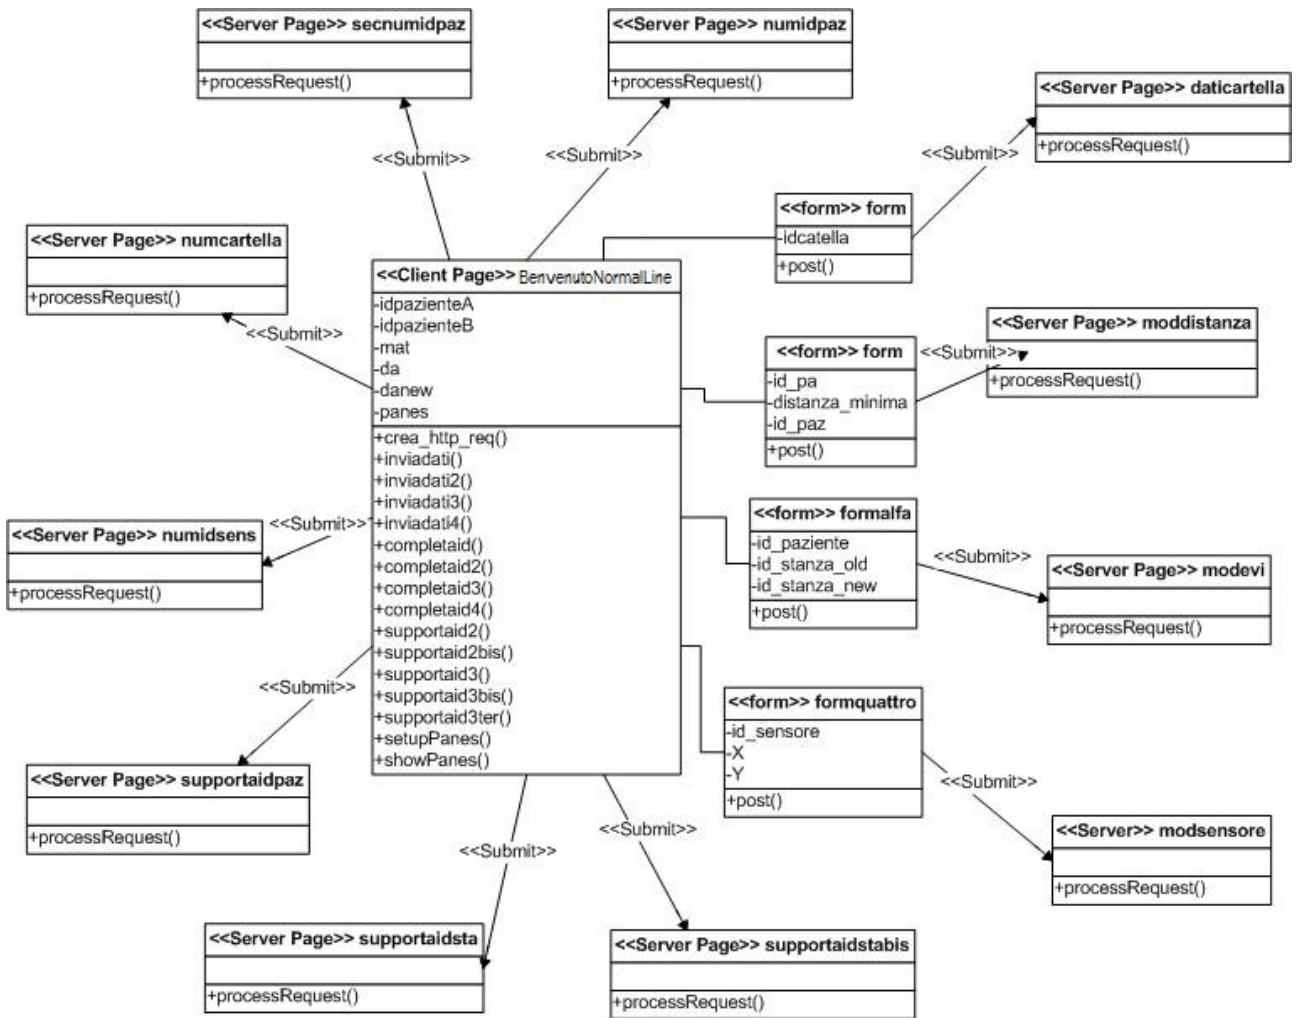 <<Server Page>> secnumidpaz
+processRequest()
<<Server Page>> numidpaz
+processRequest()
<<Server Page>> daticartella
+processRequest()
<<Submit>>
<<Submit>>
<<Submit>>
<<form>> form
-idcatella
+post()
<<Server Page>> numcartella
+processRequest()
<<Submit>>
<<Client Page>> BenvenutoNormalLine
-idpazienteA
-idpazienteB
-mat
-da
-danew
-panes
+crea_http_req()
+inviadati()
+inviadati2()
+inviadati3()
+inviadati4()
+completaid()
+completaid2()
+completaid3()
+completaid4()
+supportaid2()
+supportaid2bis()
+supportaid3()
+supportaid3bis()
+supportaid3ter()
+setupPanes()
+showPanes()
<<form>> form
-id_pa
-distanza_minima
-id_paz
+post()
<<Submit>>
<<Server Page>> moddistanza
+processRequest()
<<Server Page>> numidsens
+processRequest()
<<Submit>>
<<form>> formalfa
-id_paziente
-id_stanza_old
-id_stanza_new
+post()
<<Submit>>
<<Server Page>> modevi
+processRequest()
<<Submit>>
<<form>> formquattro
-id_sensore
-X
-Y
+post()
<<Submit>>
<<Server Page>> supportaidpaz
+processRequest()
<<Server>> modsensore
+processRequest()
<<Submit>>
<<Submit>>
<<Server Page>> supportaidsta
+processRequest()
<<Server Page>> supportaidstabis
+processRequest()